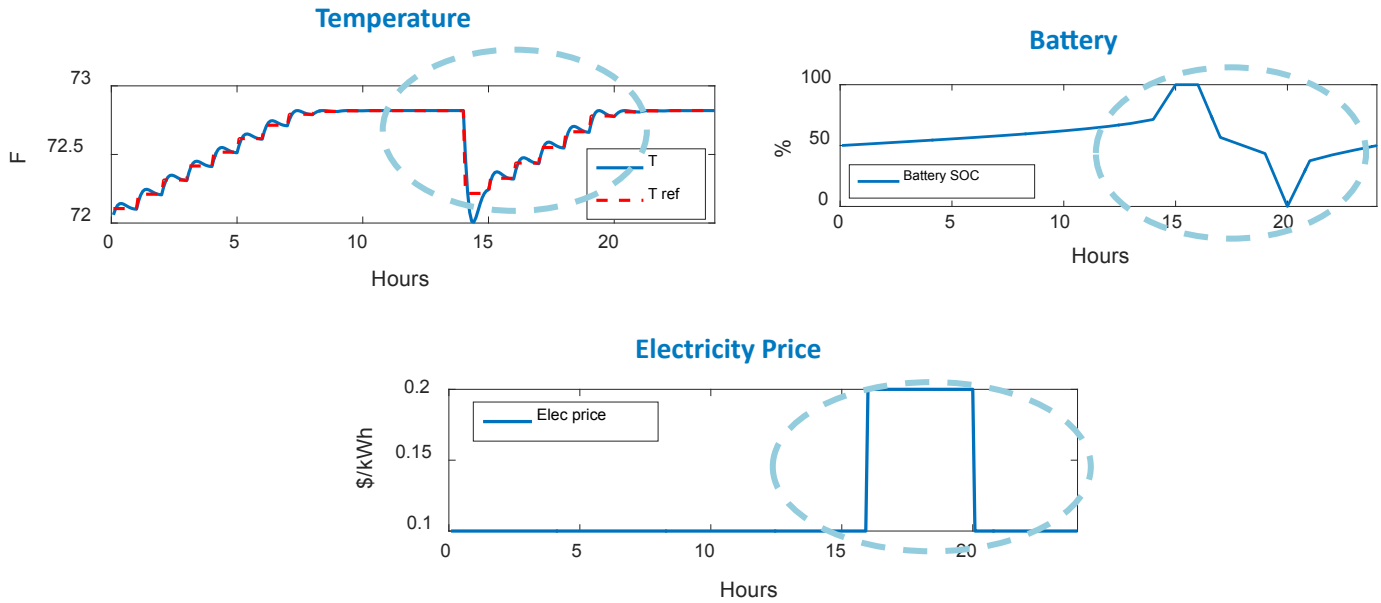 Temperature
73
72.5
72
F
T
T ref
0
5
10
15
20
Hours
Battery
100
50
0
%
Battery SOC
0
5
10
15
20
Hours
Electricity Price
0.2
0.15
0.1
$/kWh
Elec price
0
5
10
15
20
Hours